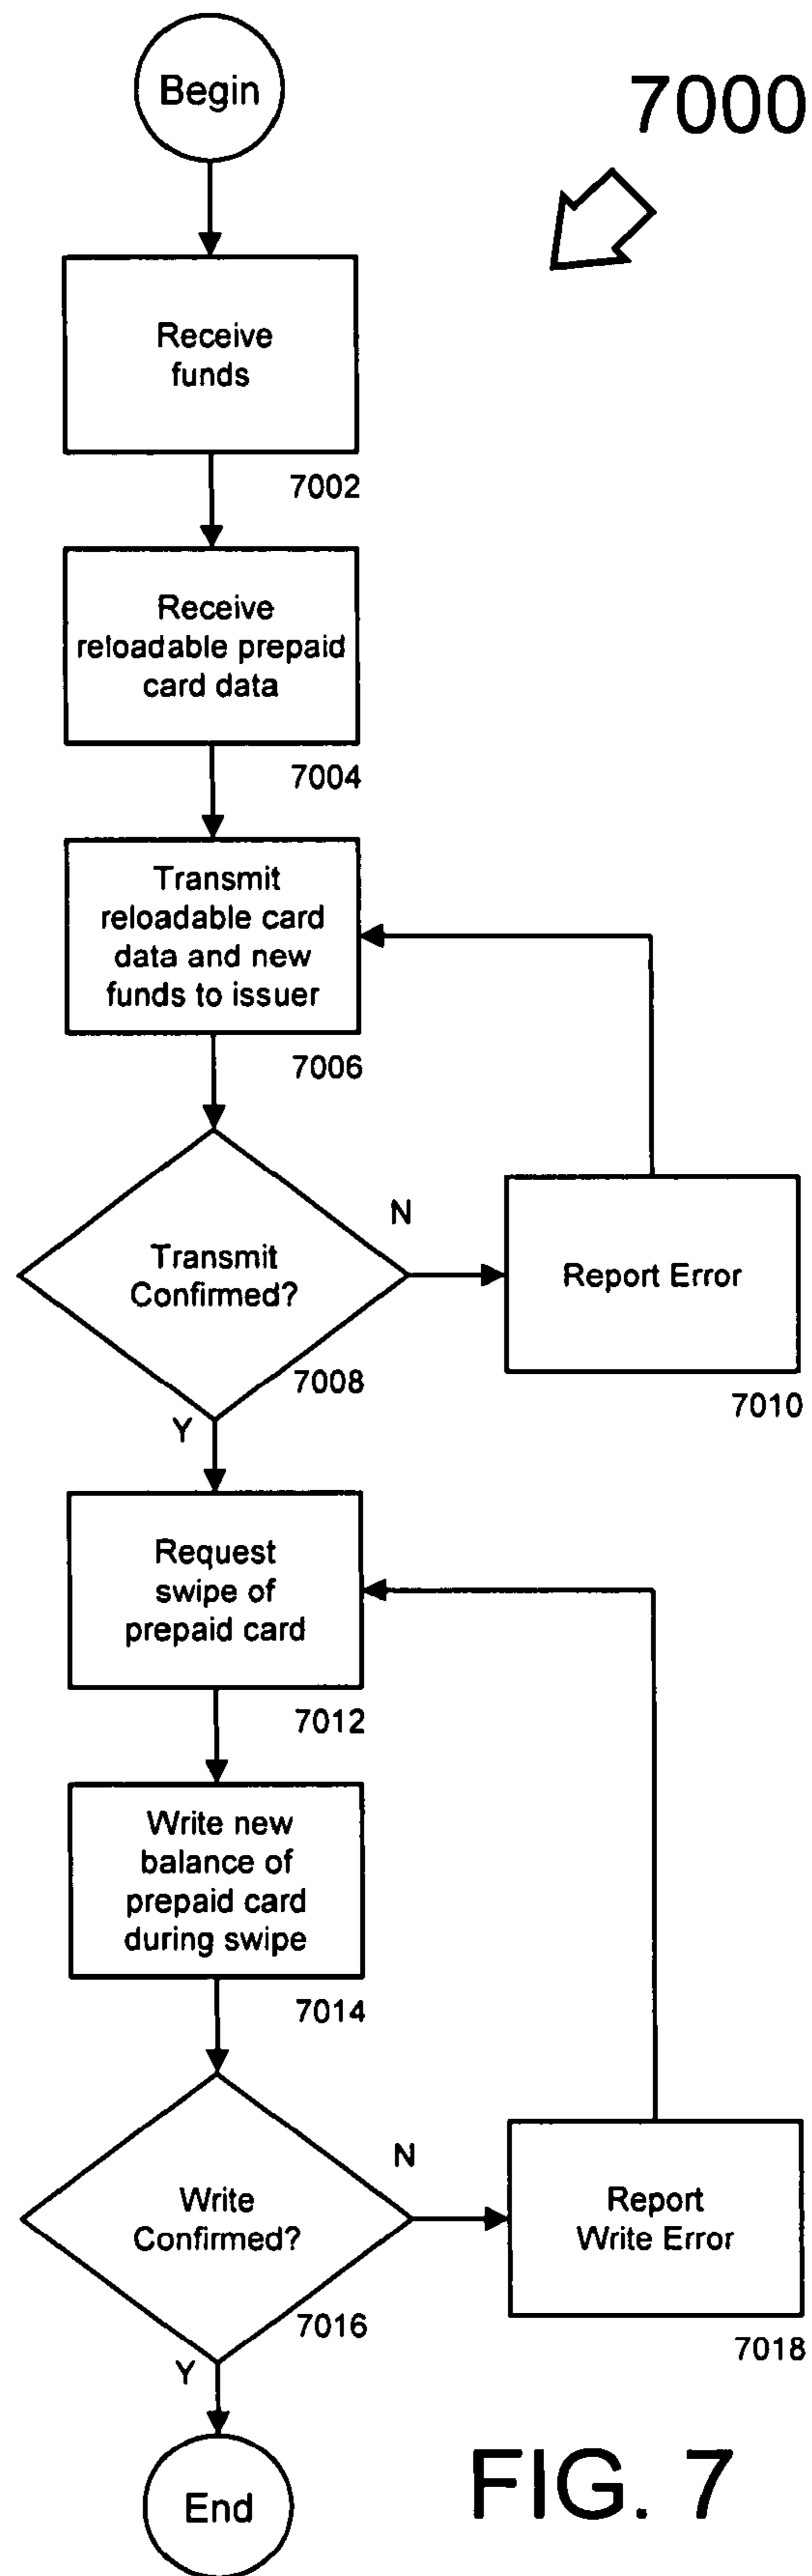 Begin
7000
Receive
funds
7002
Receive
reloadable prepaid
card data
7004
Transmit
reloadable card
data and new
funds to issuer
7006
Transmit
Confirmed?
7008
N
Report Error
7010
Y
Request
swipe of
prepaid card
7012
Write new
balance of
prepaid card
during swipe
7014
Write
Confirmed?
7016
N
Report
Write Error
7018
Y
End
FIG. 7